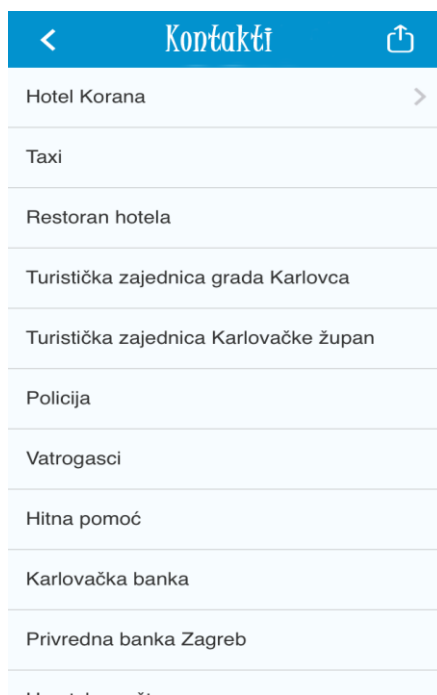 Kontakti
Hotel Korana
Taxi
Restoran hotela
Turistička zajednica grada Karlovca
Turistička zajednica Karlovačke župan
Policija
Vatrogasci
Hitna pomoć
Karlovačka banka
Privredna banka Zagreb